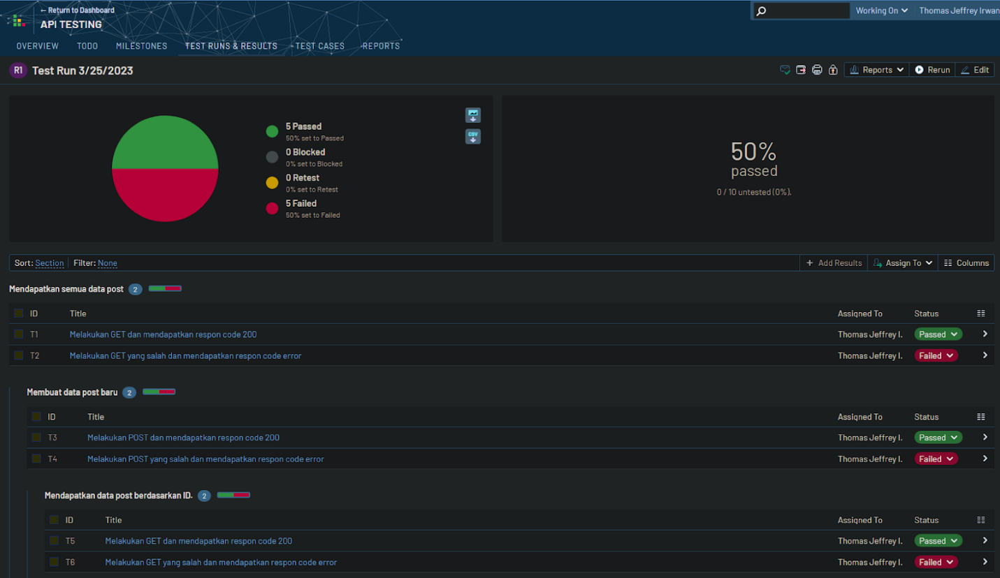 ← Return to Dashboard
API TESTING
Working On
Thomas Jeffrey Irwan
OVERVIEW TODO MILESTONES TEST RUNS & RESULTS TEST CASES REPORTS
R1 Test Run 3/25/2023
Reports Rerun Edit
5 Passed
50% set to Passed
0 Blocked
0% set to Blocked
0 Retest
0% set to Retest
5 Failed
50% set to Failed
CSV
50%
passed
0 / 10 untested (0%).
Sort: Section Filter: None
+ Add Results Assign To Columns
Mendapatkan semua data post 2
ID Title Assigned To Status
T1 Melakukan GET dan mendapatkan respon code 200 Thomas Jeffrey I. Passed
T2 Melakukan GET yang salah dan mendapatkan respon code error Thomas Jeffrey I. Failed
Membuat data post baru 2
ID Title Assigned To Status
T3 Melakukan POST dan mendapatkan respon code 200 Thomas Jeffrey I. Passed
T4 Melakukan POST yang salah dan mendapatkan respon code error Thomas Jeffrey I. Failed
Mendapatkan data post berdasarkan ID. 2
ID Title Assigned To Status
T5 Melakukan GET dan mendapatkan respon code 200 Thomas Jeffrey I. Passed
T6 Melakukan GET yang salah dan mendapatkan respon code error Thomas Jeffrey I. Failed